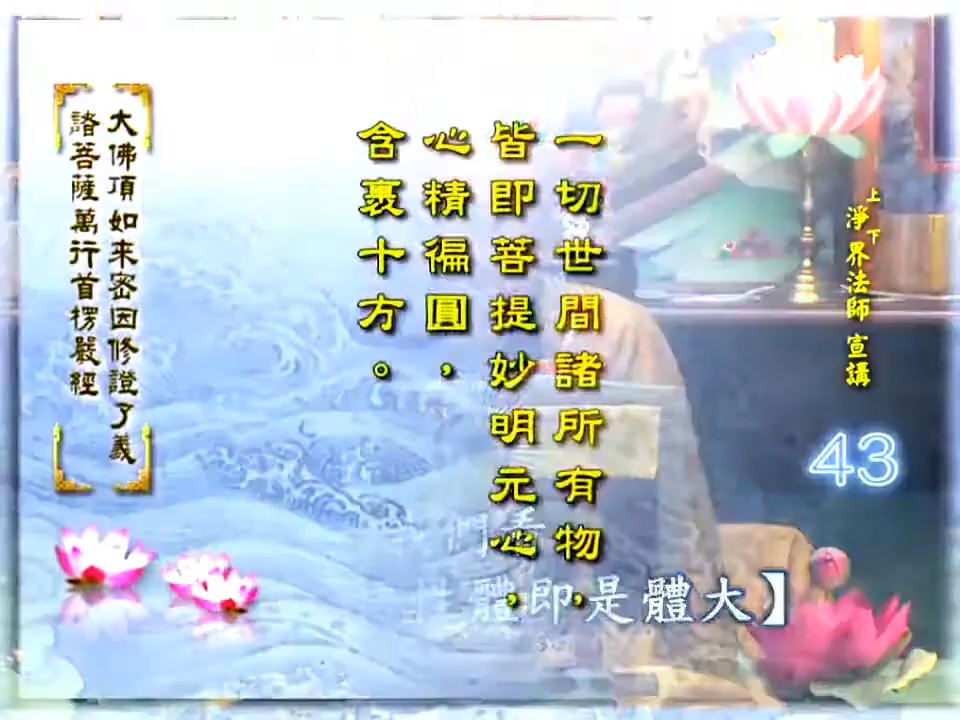 上淨下界法師 宣講
43
一切世間諸所有物,
皆即菩提妙明元心,
心精徧圓,
含裹十方。
大佛頂如來密因修證了義
諸菩薩萬行首楞嚴經
體即是體大】